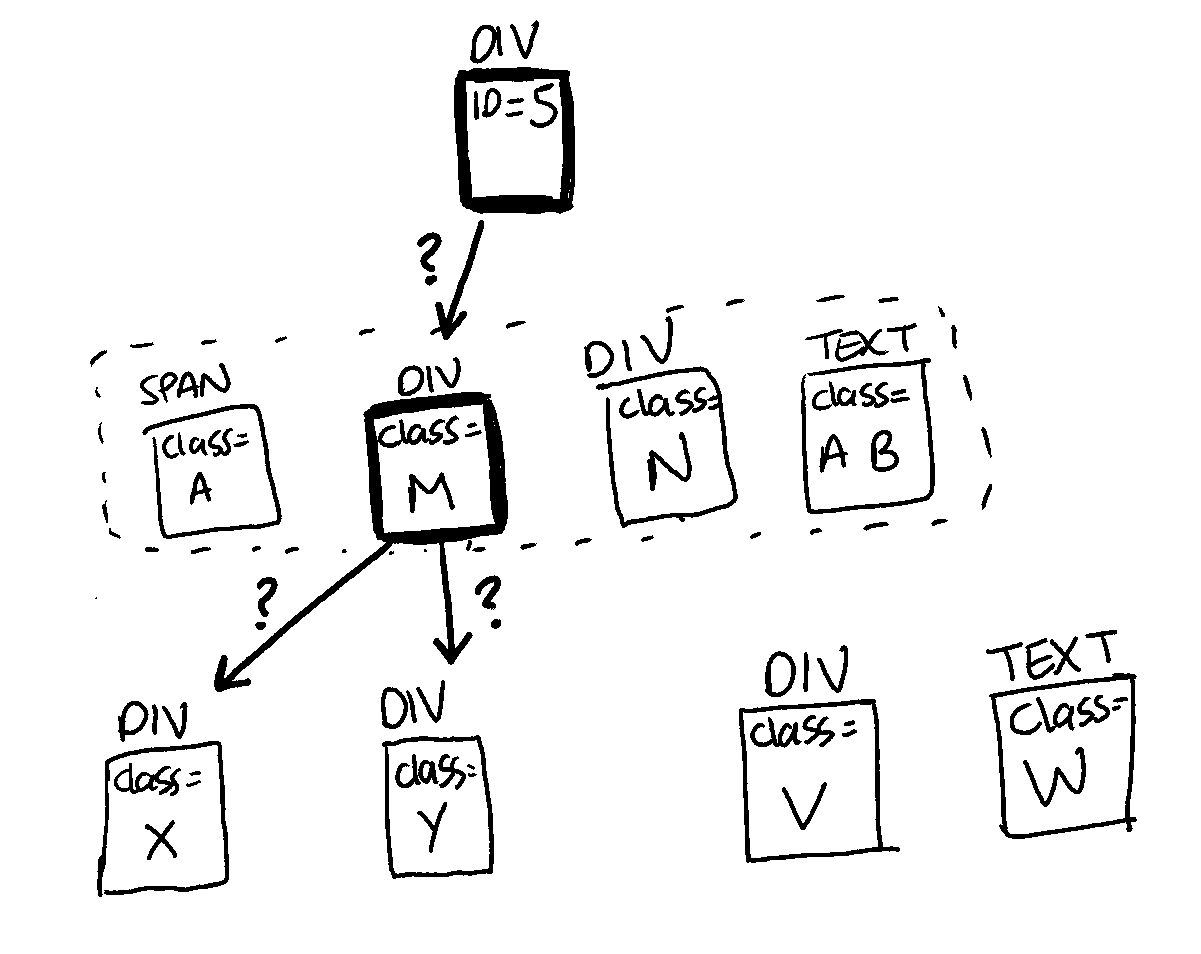 DIV
ID=5
?
SPAN
class=
A
DIV
class=
M
DIV
class=
N
TEXT
class=
A B
?
?
DIV
class=
X
DIV
class=
Y
DIV
class=
V
TEXT
class=
W